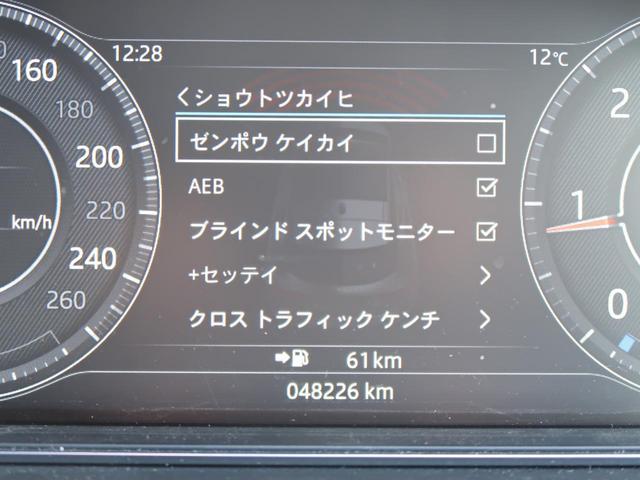 12:28
12℃
160
180
200
220
240
260
km/h
くショウトツカイヒ
ゼンポウ ケイカイ
AEB
ブラインド スポットモニター
+セッテイ
クロス トラフィック ケンチ
61km
048226 km
2
1
0